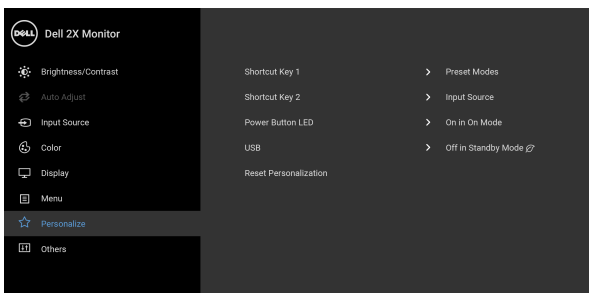 DELL Dell 2X Monitor
Brightness/Contrast
Auto Adjust
Input Source
Color
Display
Menu
Personalize
Others
Shortcut Key 1 > Preset Modes
Shortcut Key 2 > Input Source
Power Button LED > On in On Mode
USB > Off in Standby Mode
Reset Personalization